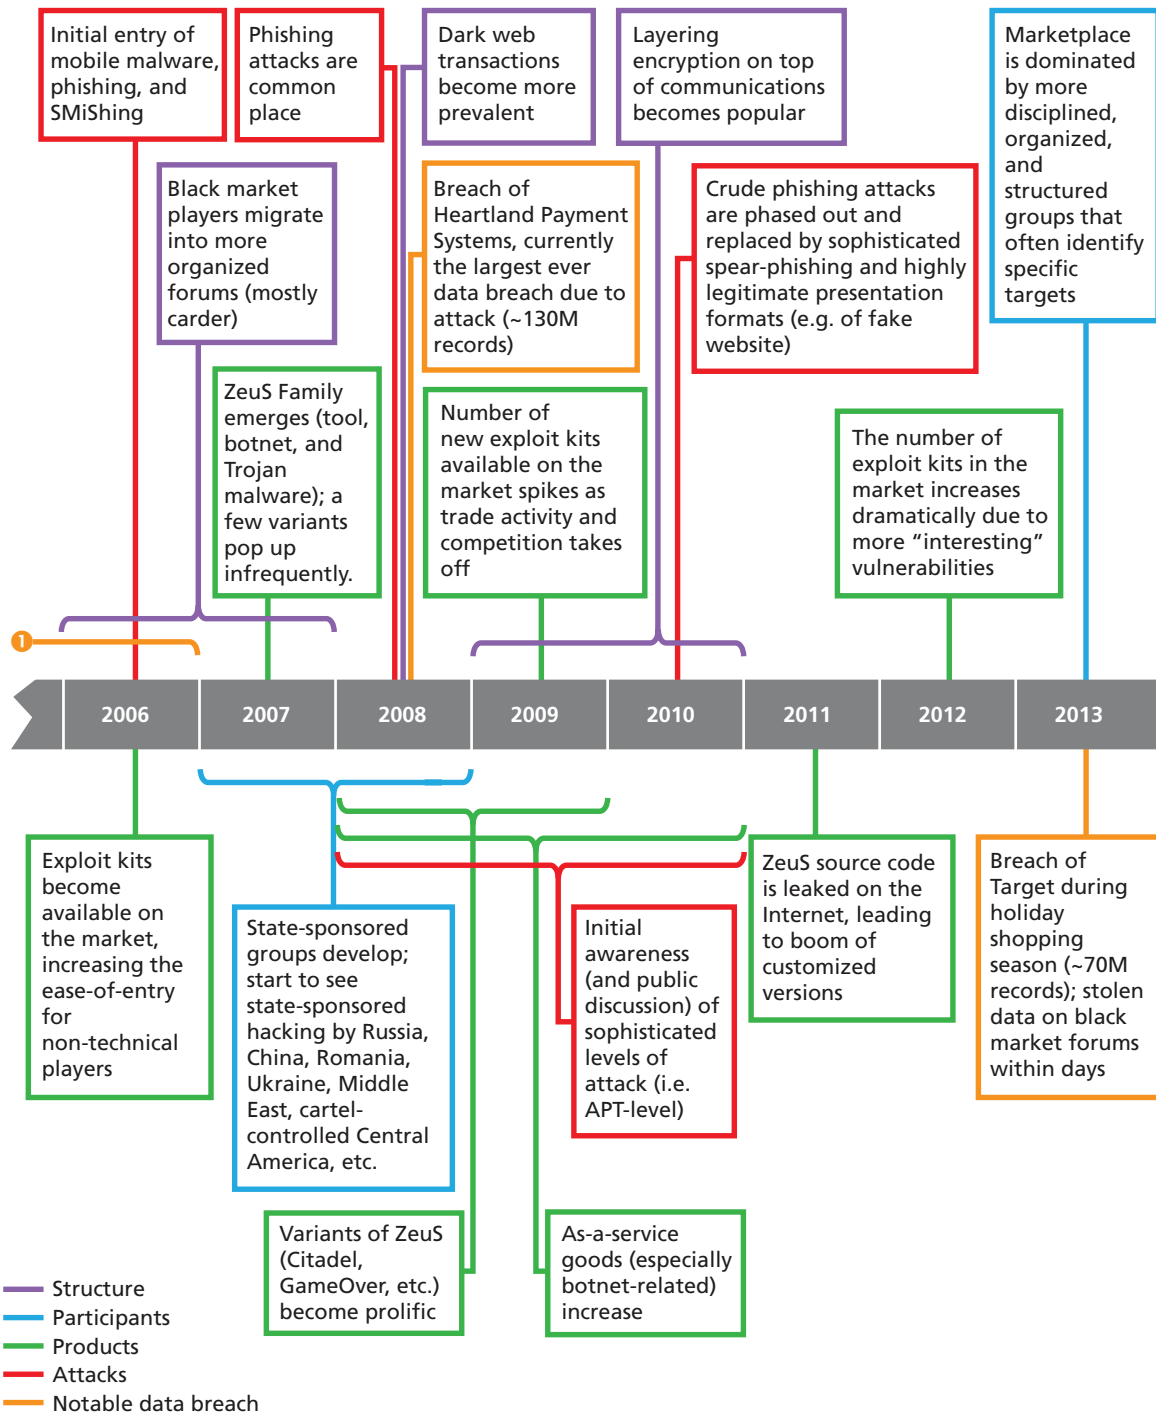 Initial entry of
mobile malware,
phishing, and
SMiShing
Phishing
attacks are
common
place
Dark web
transactions
become more
prevalent
Layering
encryption on top
of communications
becomes popular
Marketplace
is dominated
by more
disciplined,
organized,
and
structured
groups that
often identify
specific
targets
Black market
players migrate
into more
organized
forums (mostly
carder)
Breach of
Heartland Payment
Systems, currently
the largest ever
data breach due to
attack (~130M
records)
Crude phishing attacks
are phased out and
replaced by sophisticated
spear-phishing and highly
legitimate presentation
formats (e.g. of fake
website)
ZeuS Family
emerges (tool,
botnet, and
Trojan
malware); a
few variants
pop up
infrequently.
Number of
new exploit kits
available on the
market spikes as
trade activity and
competition takes
off
The number of
exploit kits in the
market increases
dramatically due to
more “interesting”
vulnerabilities
1
2006
2007
2008
2009
2010
2011
2012
2013
Exploit kits
become
available on
the market,
increasing the
ease-of-entry
for
non-technical
players
State-sponsored
groups develop;
start to see
state-sponsored
hacking by Russia,
China, Romania,
Ukraine, Middle
East, cartel-
controlled Central
America, etc.
Initial
awareness
(and public
discussion) of
sophisticated
levels of
attack (i.e.
APT-level)
ZeuS source code
is leaked on the
Internet, leading
to boom of
customized
versions
Breach of
Target during
holiday
shopping
season (~70M
records); stolen
data on black
market forums
within days
Variants of ZeuS
(Citadel,
GameOver, etc.)
become prolific
As-a-service
goods (especially
botnet-related)
increase
Structure
Participants
Products
Attacks
Notable data breach